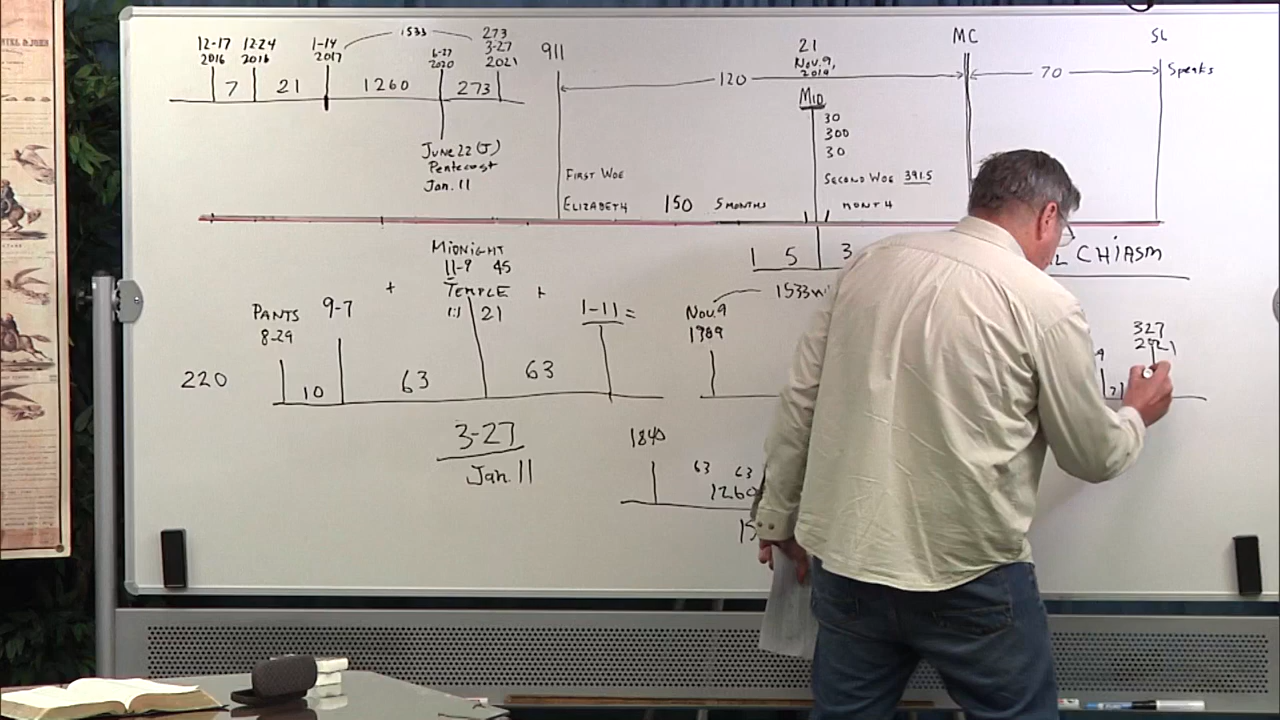 12-17
2016
12-24
2016
1-14
2017
1533
6-27
2020
273
3-27
2021
7
21
1260
273
June 22 (J)
Pentecost
Jan. 11
911
120
21
Nov. 9,
2019
MID
30
300
30
MC
70
SL
Speaks
FIRST WOE
SECOND WOE 391.5
ELIZABETH 150 5 MONTHS
MONTH
1 5 3
CHIASM
MIDNIGHT
11-9 45
TEMPLE
1:1 21
PANTS
8-29
9-7
+
+
1-11 =
220
10
63
63
3-27
Jan. 11
Nov. 9
1989
1533
327
2021
1840
63 63
1260